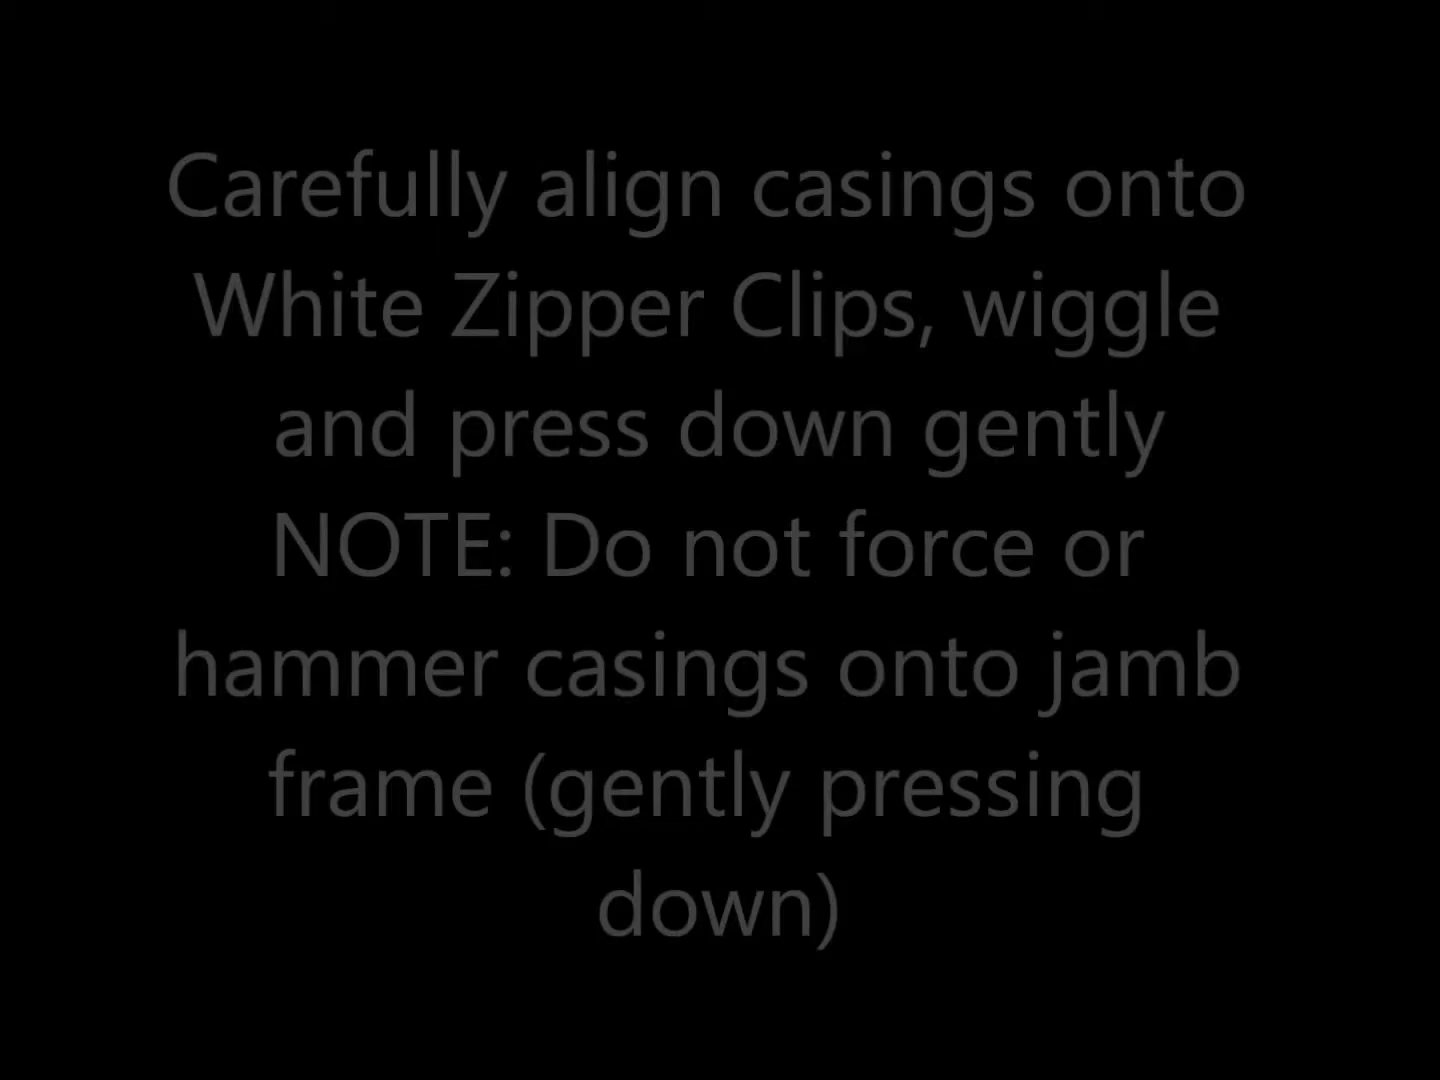 Carefully align casings onto
White Zipper Clips, wiggle
and press down gently
NOTE: Do not force or
hammer casings onto jamb
frame (gently pressing
down)